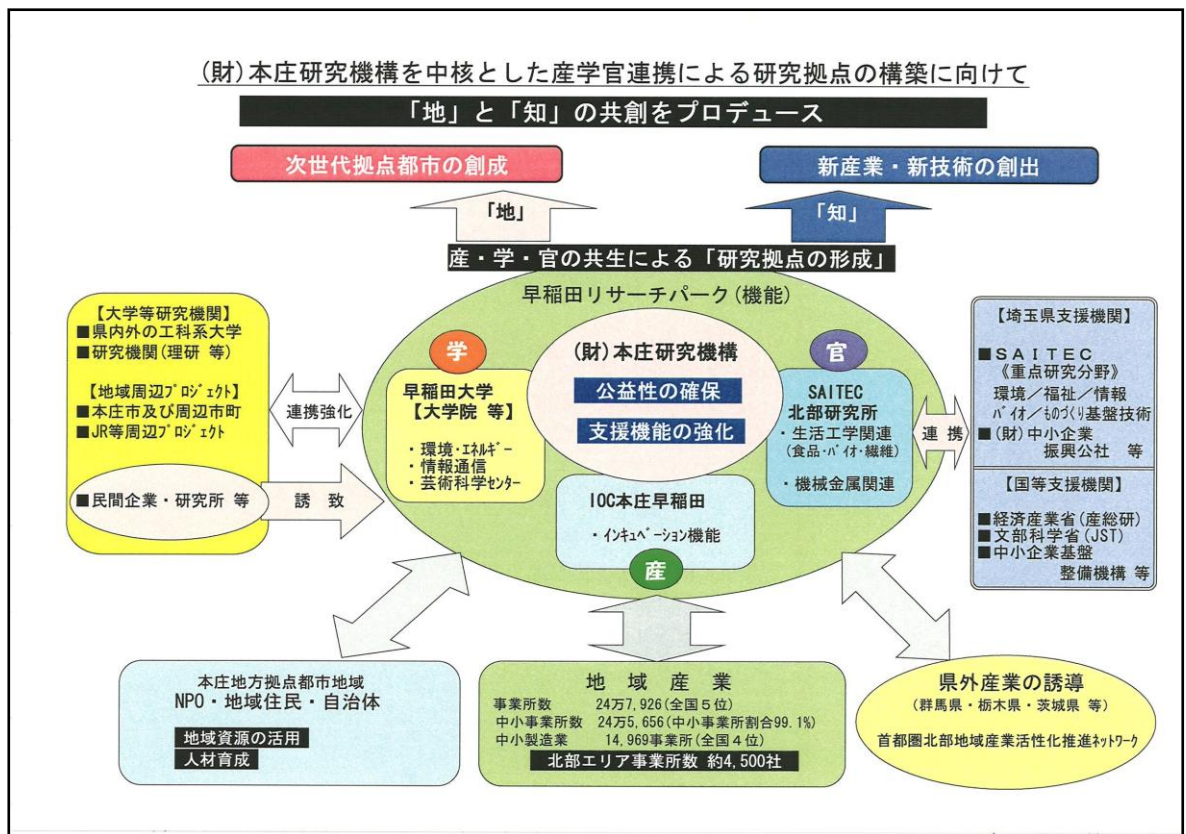 (財)本庄研究機構を中核とした産学官連携による研究拠点の構築に向けて
「地」と「知」の共創をプロデュース
次世代拠点都市の創成
新産業・新技術の創出
「地」
「知」
産・学・官の共生による「研究拠点の形成」
早稲田リサーチパーク(機能)
【大学等研究機関】
■県内外の工科系大学
■研究機関(理研 等)
【地域周辺ﾌﾟﾛｼﾞｪｸﾄ】
■本庄市及び周辺市町
■JR等周辺プロジェクト
■民間企業・研究所 等
連携強化
誘 致
学
早稲田大学
【大学院 等】
・環境・ｴﾈﾙｷﾞｰ
・情報通信
・芸術科学ｾﾝﾀｰ
(財)本庄研究機構
公益性の確保
支援機能の強化
官
SAITEC
北部研究所
・生活工学関連
(食品・ﾊﾞｲｵ・繊維)
・機械金属関連
IOC本庄早稲田
・ｲﾝｷｭﾍﾞｰｼｮﾝ機能
産
連 携
【埼玉県支援機関】
■ＳＡＩＴＥＣ
《重点研究分野》
環境／福祉／情報
ﾊﾞｲｵ／ものづくり基盤技術
■(財)中小企業
振興公社 等
【国等支援機関】
■経済産業省(産総研)
■文部科学省(JST)
■中小企業基盤
整備機構 等
本庄地方拠点都市地域
NPO・地域住民・自治体
地域資源の活用
人材育成
地 域 産 業
事業所数 24万7,926(全国５位)
中小事業所数 24万5,656(中小事業所割合99.1%)
中小製造業 14,969事業所(全国４位)
北部エリア事業所数 約4,500社
県外産業の誘導
(群馬県・栃木県・茨城県 等)
首都圏北部地域産業活性化推進ﾈｯﾄﾜｰｸ